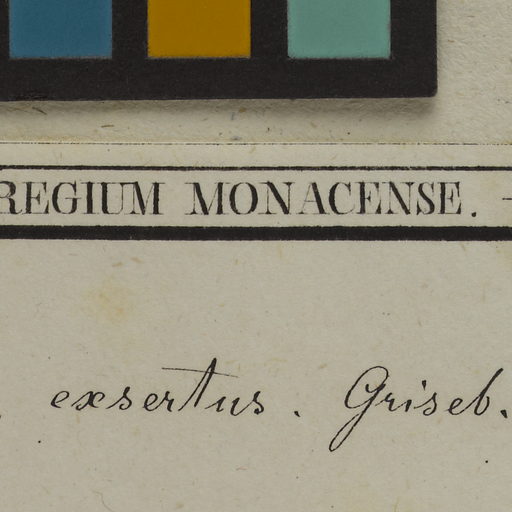 REGIUM MONACENSE. -
exsertus. Griseb.